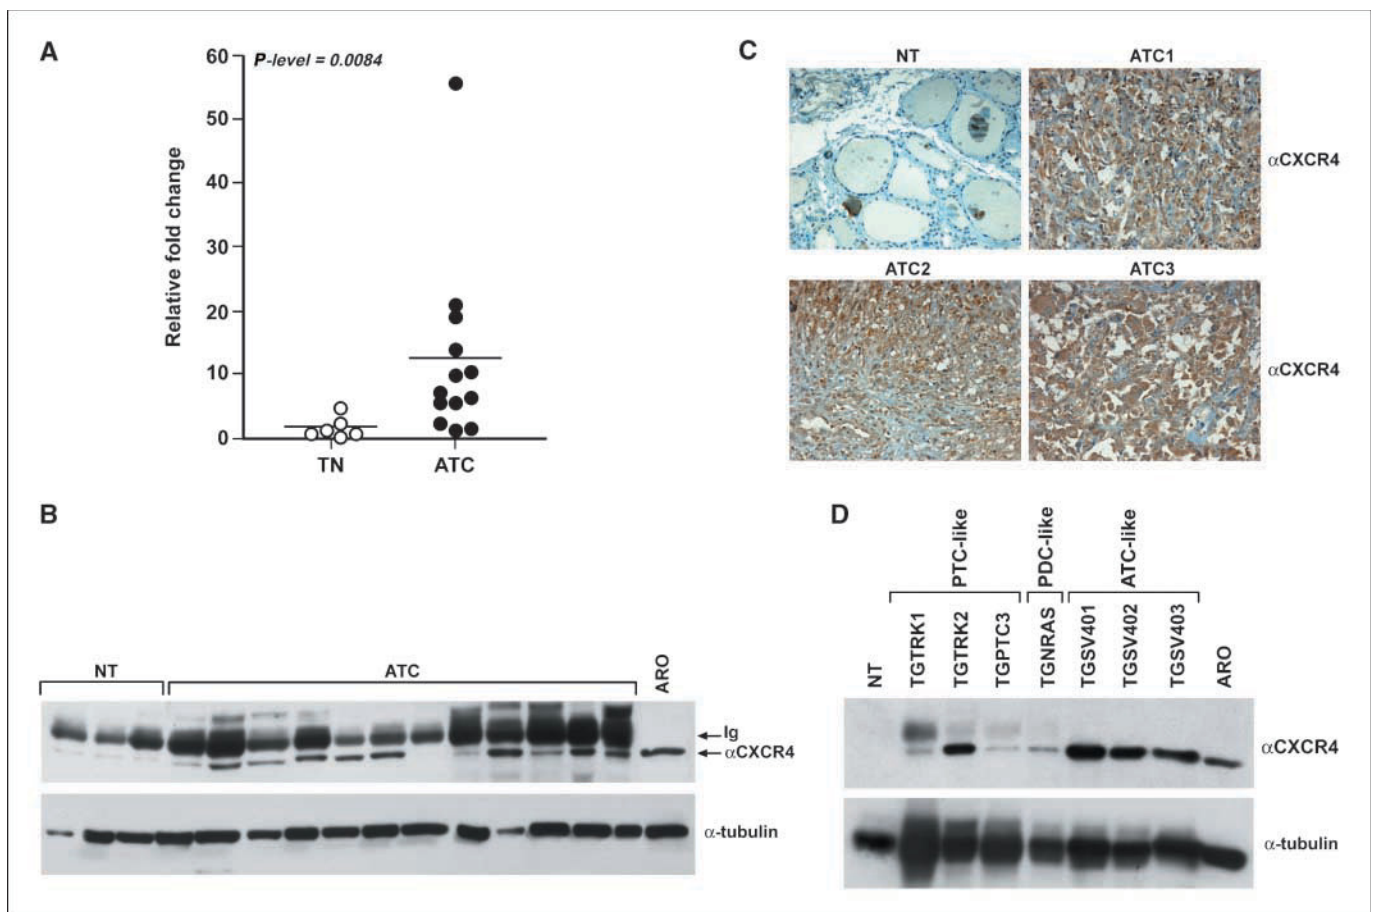 A
P-level = 0.0084
60
50
40
30
20
10
0
Relative fold change
TN
ATC
C
NT
ATC1
αCXCR4
ATC2
ATC3
αCXCR4
B
NT
ATC
ARO
Ig
αCXCR4
α-tubulin
D
PTC-like
PDC-like
ATC-like
NT
TGTRK1
TGTRK2
TGPTC3
TGNRAS
TGSV401
TGSV402
TGSV403
ARO
αCXCR4
α-tubulin